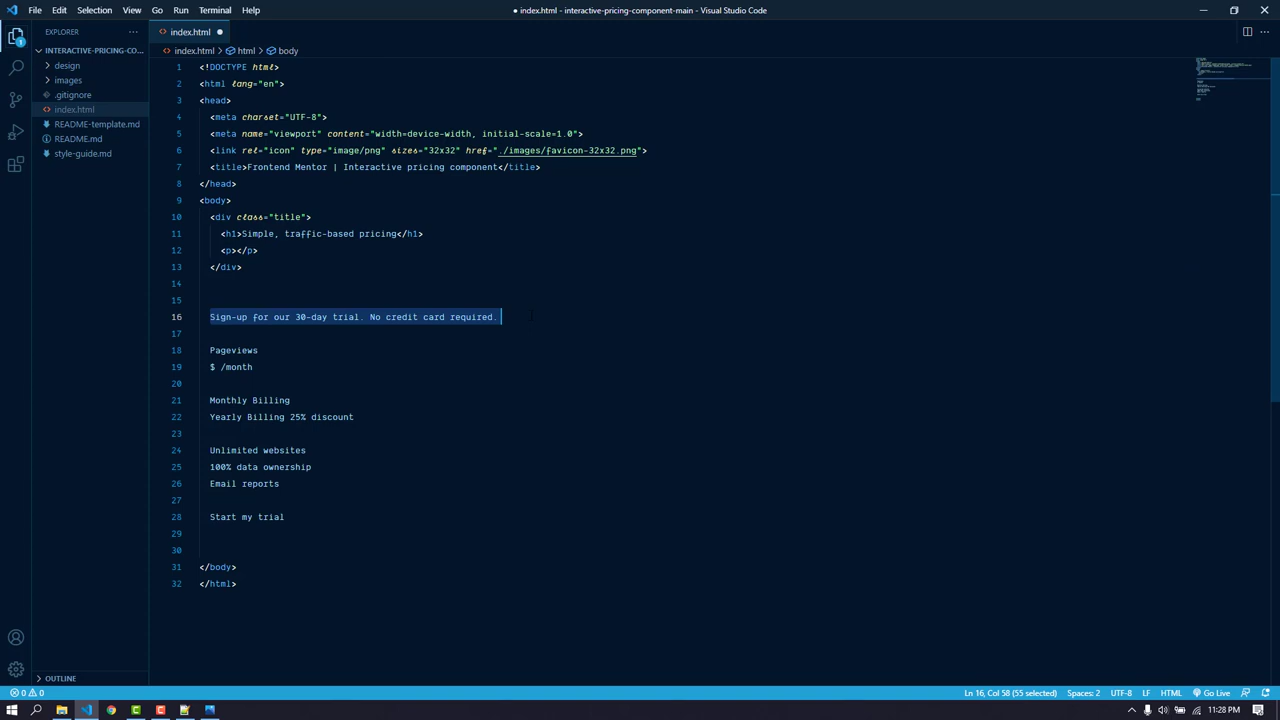 File Edit Selection View Go Run Terminal Help
● index.html - interactive-pricing-component-main - Visual Studio Code
EXPLORER
INTERACTIVE-PRICING-CO...
design
images
.gitignore
index.html
README-template.md
README.md
style-guide.md
OUTLINE
1
index.html
index.html > html > body
1 <!DOCTYPE html>
2 <html lang="en">
3 <head>
4 <meta charset="UTF-8">
5 <meta name="viewport" content="width=device-width, initial-scale=1.0">
6 <link rel="icon" type="image/png" sizes="32x32" href="./images/favicon-32x32.png">
7 <title>Frontend Mentor | Interactive pricing component</title>
8 </head>
9 <body>
10 <div class="title">
11 <h1>Simple, traffic-based pricing</h1>
12 <p></p>
13 </div>
14
15
16 Sign-up for our 30-day trial. No credit card required.
17
18 Pageviews
19 $ /month
20
21 Monthly Billing
22 Yearly Billing 25% discount
23
24 Unlimited websites
25 100% data ownership
26 Email reports
27
28 Start my trial
29
30
31 </body>
32 </html>
0 0
Ln 16, Col 58 (55 selected) Spaces: 2 UTF-8 LF HTML Go Live
11:28 PM